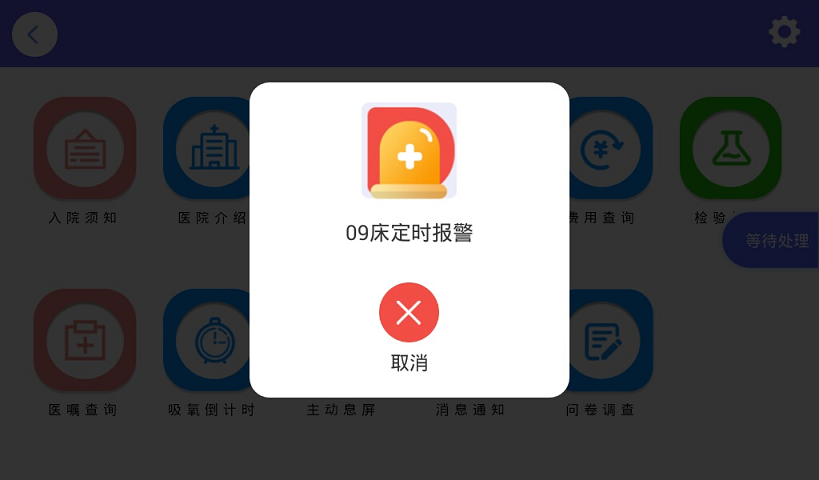 入院须知
医院介绍
费用查询
检验
等待处理
09床定时报警
取消
医嘱查询
吸氧倒计时
主动息屏
消息通知
问卷调查